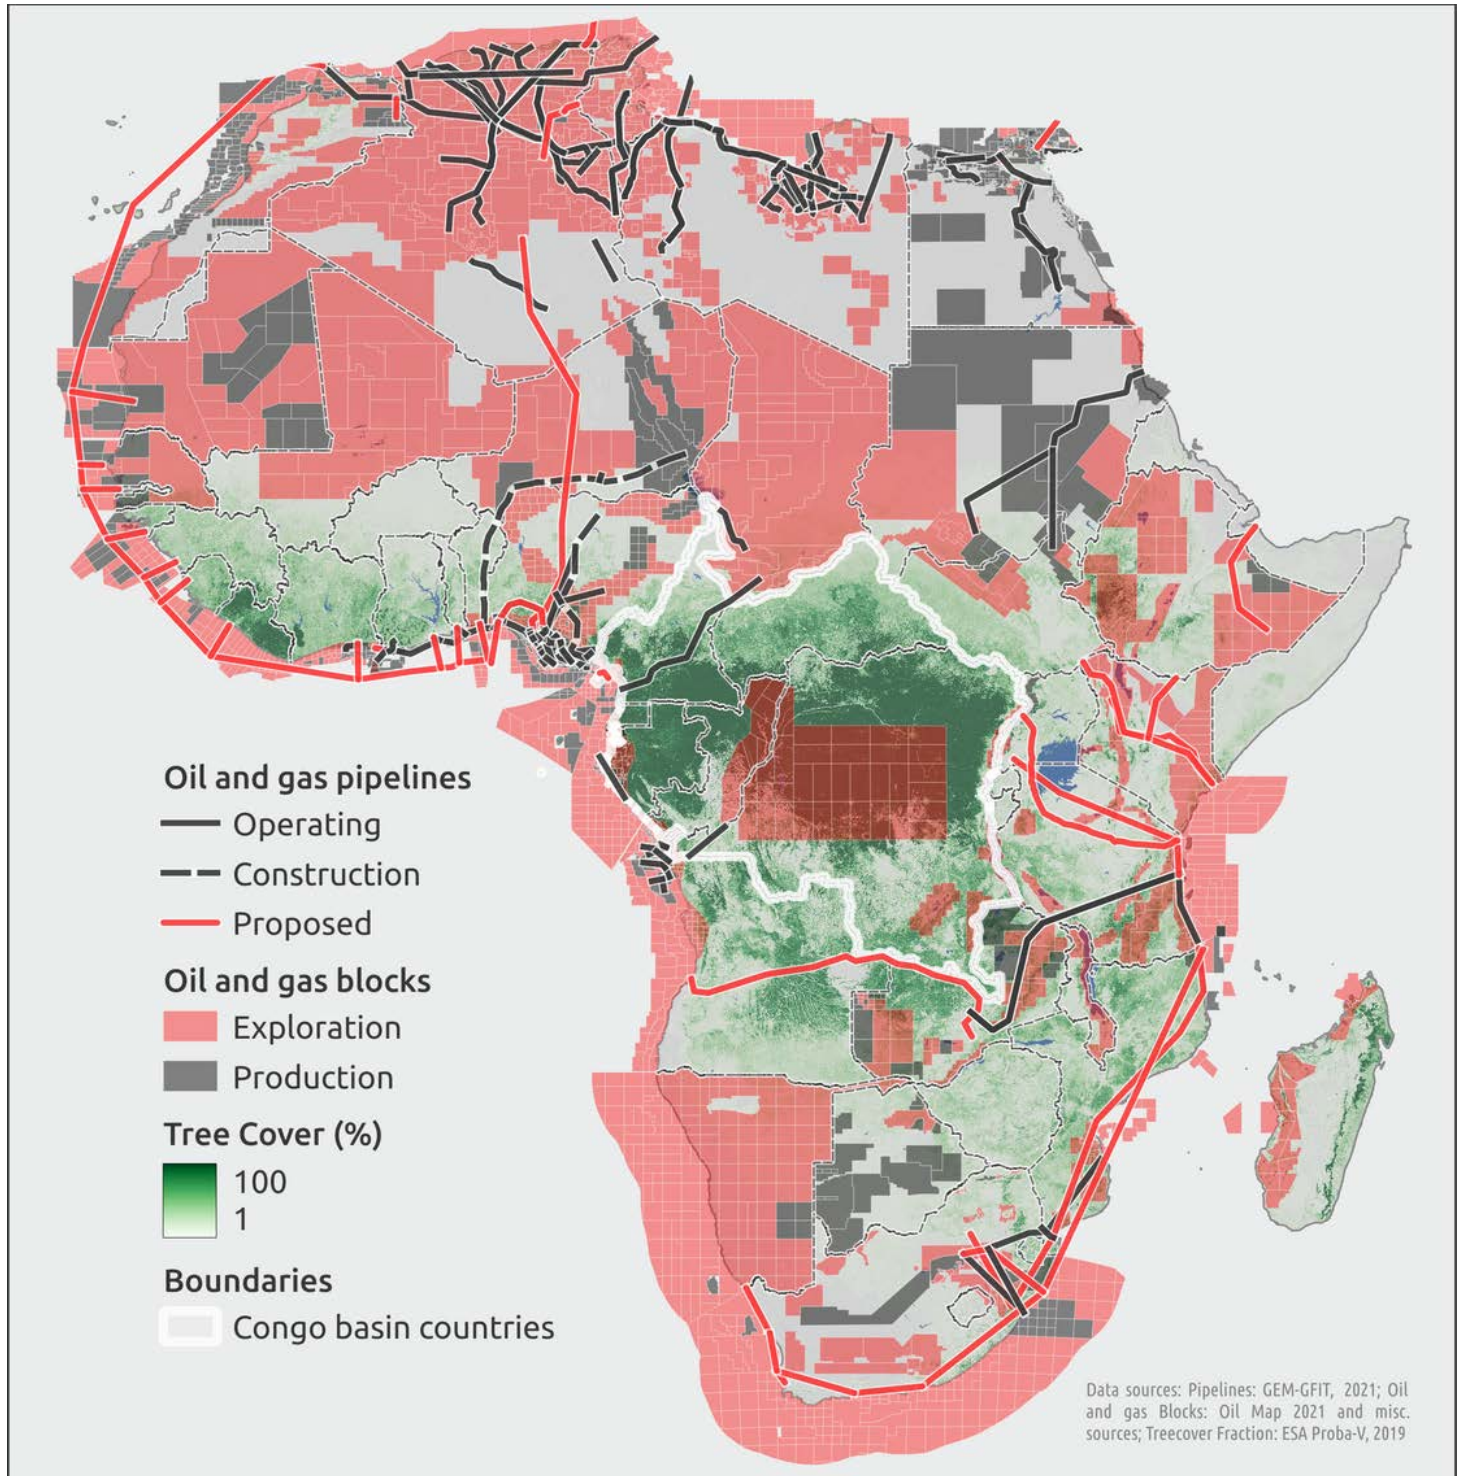 Oil and gas pipelines
Operating
Construction
Proposed
Oil and gas blocks
Exploration
Production
Tree Cover (%)
100
1
Boundaries
Congo basin countries
Data sources: Pipelines: GEM-GFIT, 2021; Oil
and gas Blocks: Oil Map 2021 and misc.
sources; Treecover Fraction: ESA Proba-V, 2019